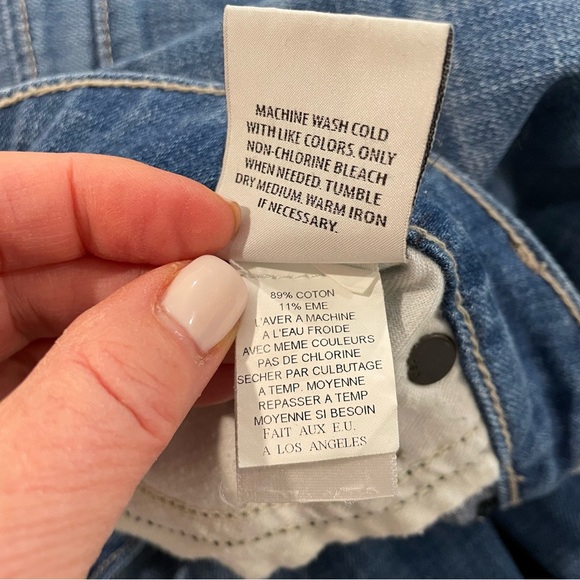 MACHINE WASH COLD
WITH LIKE COLORS. ONLY
NON-CHLORINE BLEACH
WHEN NEEDED. TUMBLE
DRY MEDIUM. WARM IRON
IF NECESSARY.
89% COTON
11% EME
L'AVER A MACHINE
A L'EAU FROIDE
AVEC MEME COULEURS
PAS DE CHLORINE
SECHER PAR CULBUTAGE
A TEMP. MOYENNE
REPASSER A TEMP
MOYENNE SI BESOIN
FAIT AUX E.U.
A LOS ANGELES